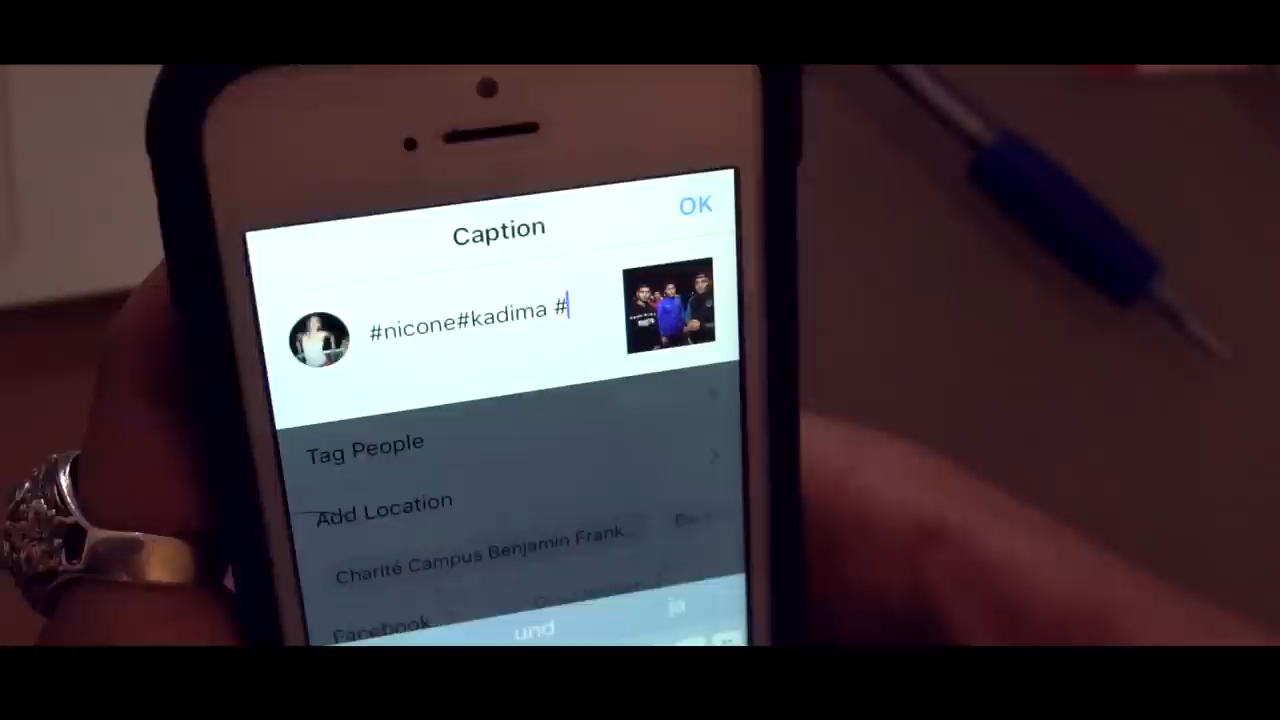 Caption
OK
#nicone#kadima #
Tag People
Add Location
Charité Campus Benjamin Frank...
Facebook
und
ja